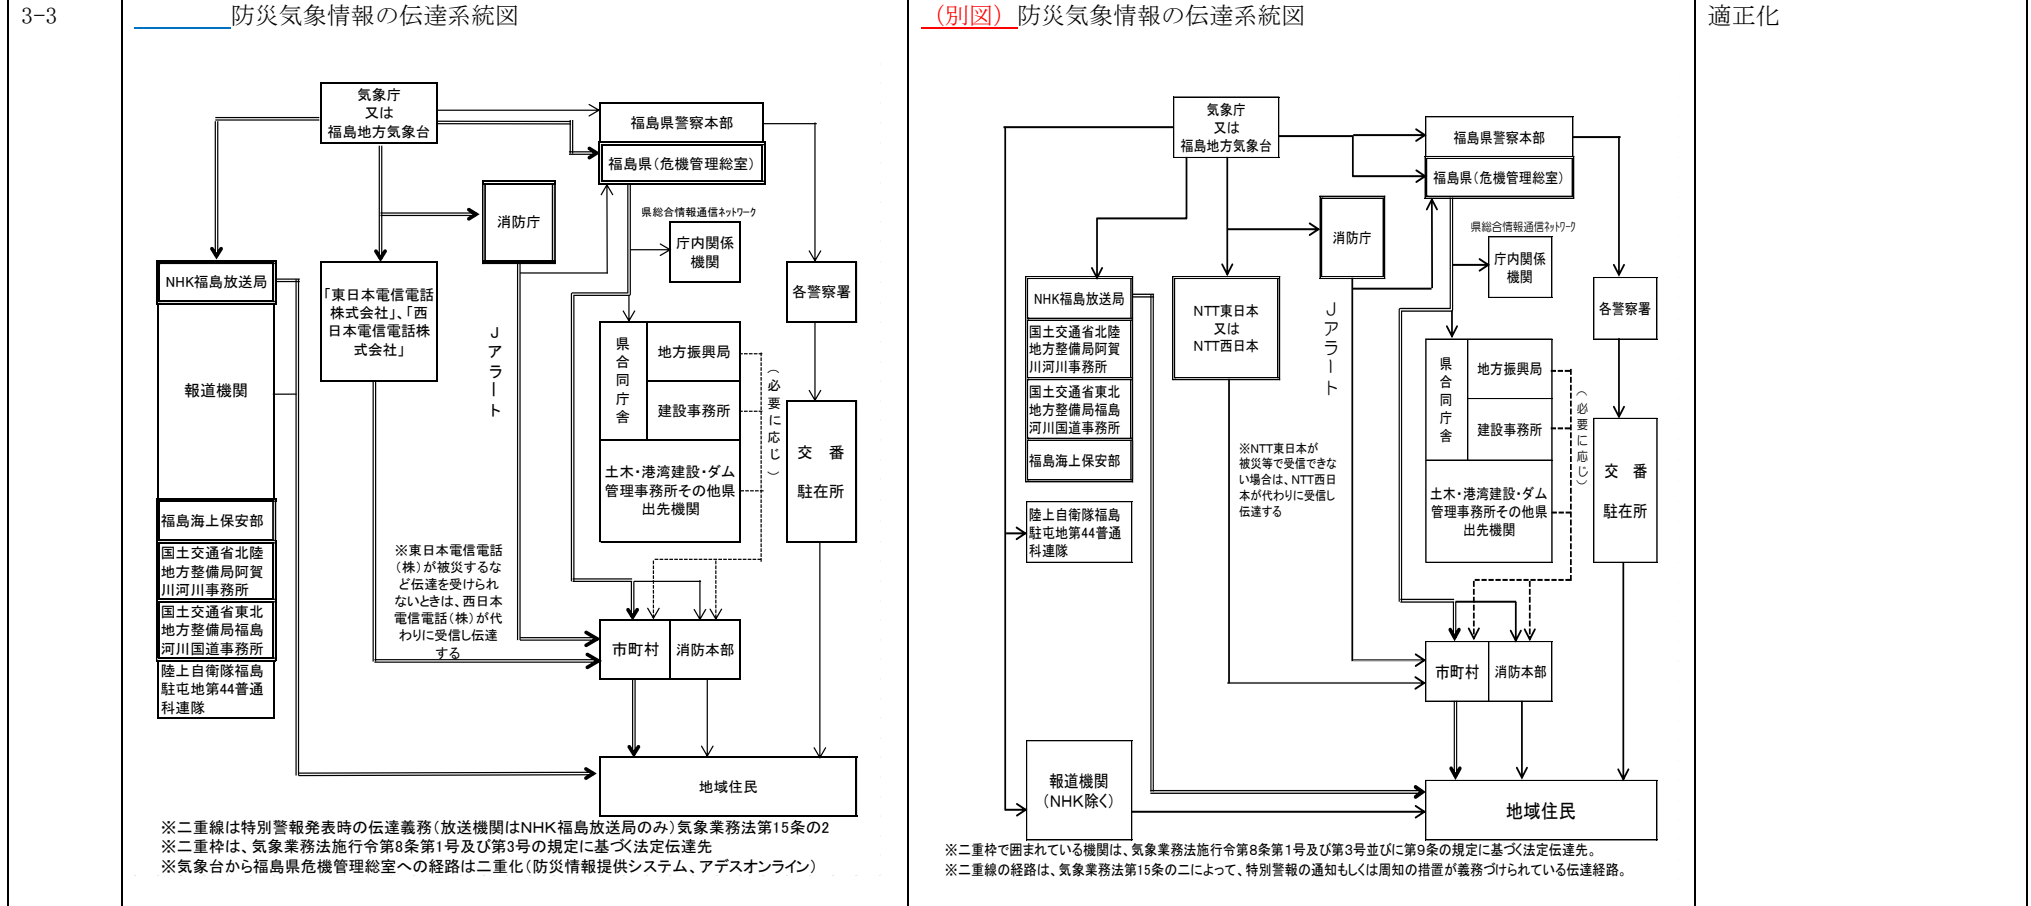 3-3
防災気象情報の伝達系統図
気象庁
又は
福島地方気象台
福島県警察本部
福島県(危機管理総室)
消防庁
県総合情報通信ネットワーク
庁内関係
機関
NHK福島放送局
「東日本電信電話
株式会社」、「西
日本電信電話株
式会社」
各警察署
Jアラート
報道機関
県合同庁舎
地方振興局
建設事務所
(必要に応じ)
土木・港湾建設・ダム
管理事務所その他県
出先機関
交 番
駐在所
福島海上保安部
国土交通省北陸
地方整備局阿賀
川河川事務所
国土交通省東北
地方整備局福島
河川国道事務所
陸上自衛隊福島
駐屯地第44普通
科連隊
※東日本電信電話
(株)が被災するな
ど伝達を受けられ
ないときは、西日本
電信電話(株)が代
わりに受信し伝達
する
市町村
消防本部
地域住民
※二重線は特別警報発表時の伝達義務(放送機関はNHK福島放送局のみ)気象業務法第15条の2
※二重枠は、気象業務法施行令第8条第1号及び第3号の規定に基づく法定伝達先
※気象台から福島県危機管理総室への経路は二重化(防災情報提供システム、アデスオンライン)
(別図)防災気象情報の伝達系統図
気象庁
又は
福島地方気象台
福島県警察本部
福島県(危機管理総室)
消防庁
県総合情報通信ネットワーク
庁内関係
機関
NHK福島放送局
国土交通省北陸
地方整備局阿賀
川河川事務所
国土交通省東北
地方整備局福島
河川国道事務所
福島海上保安部
陸上自衛隊福島
駐屯地第44普通
科連隊
NTT東日本
又は
NTT西日本
Jアラート
各警察署
県合同庁舎
地方振興局
建設事務所
(必要に応じ)
土木・港湾建設・ダム
管理事務所その他県
出先機関
交 番
駐在所
※NTT東日本が
被災等で受信できな
い場合は、NTT西日
本が代わりに受信し
伝達する
市町村
消防本部
報道機関
(NHK除く)
地域住民
※二重枠で囲まれている機関は、気象業務法施行令第8条第1号及び第3号並びに第9条の規定に基づく法定伝達先。
※二重線の経路は、気象業務法第15条の二によって、特別警報の通知もしくは周知の措置が義務づけられている伝達経路。
適正化